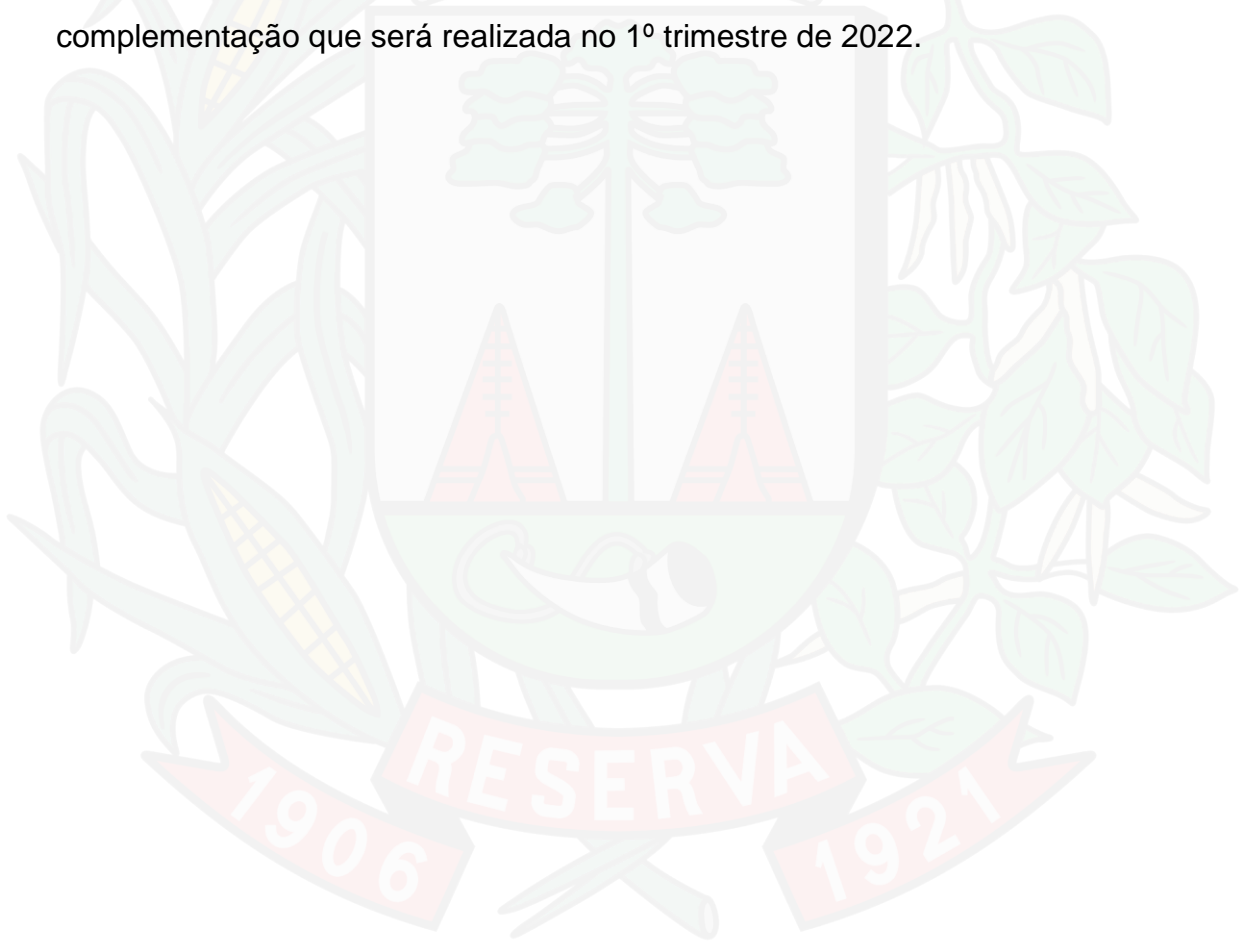 complementação que será realizada no 1º trimestre de 2022.
RESERVA
1906
1921